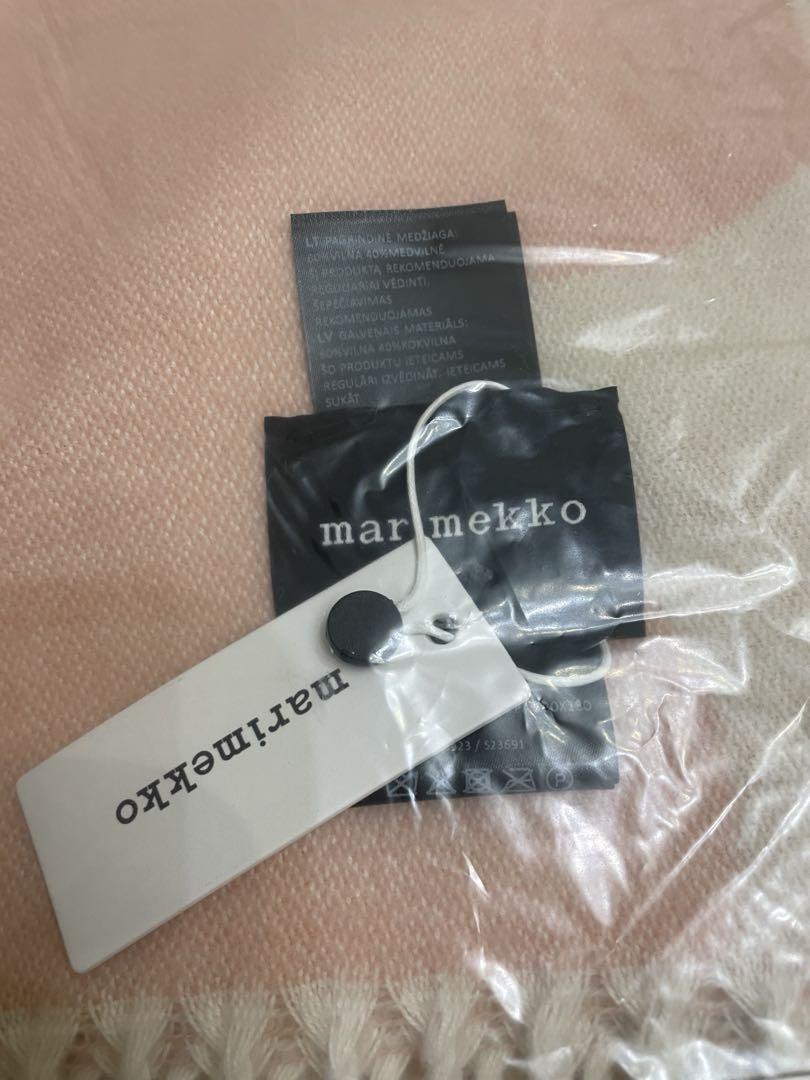 LT PAGRINDINĖ MEDŽIAGA:
60%VILNA 40%MEDVILNĖ
ŠĮ PRODUKTĄ REKOMENDUOJAMA
REGULIARIAI VĖDINTI.
ŠEPEČIAVIMAS
REKOMENDUOJAMAS
LV GALVENAIS MATERIĀLS:
60%VILNA 40%KOKVILNA
ŠO PRODUKTU IETEICAMS
REGULĀRI IZVĒDINĀT, IETEICAMS
SUKĀT
marimekko
marimekko
/ 523691
P